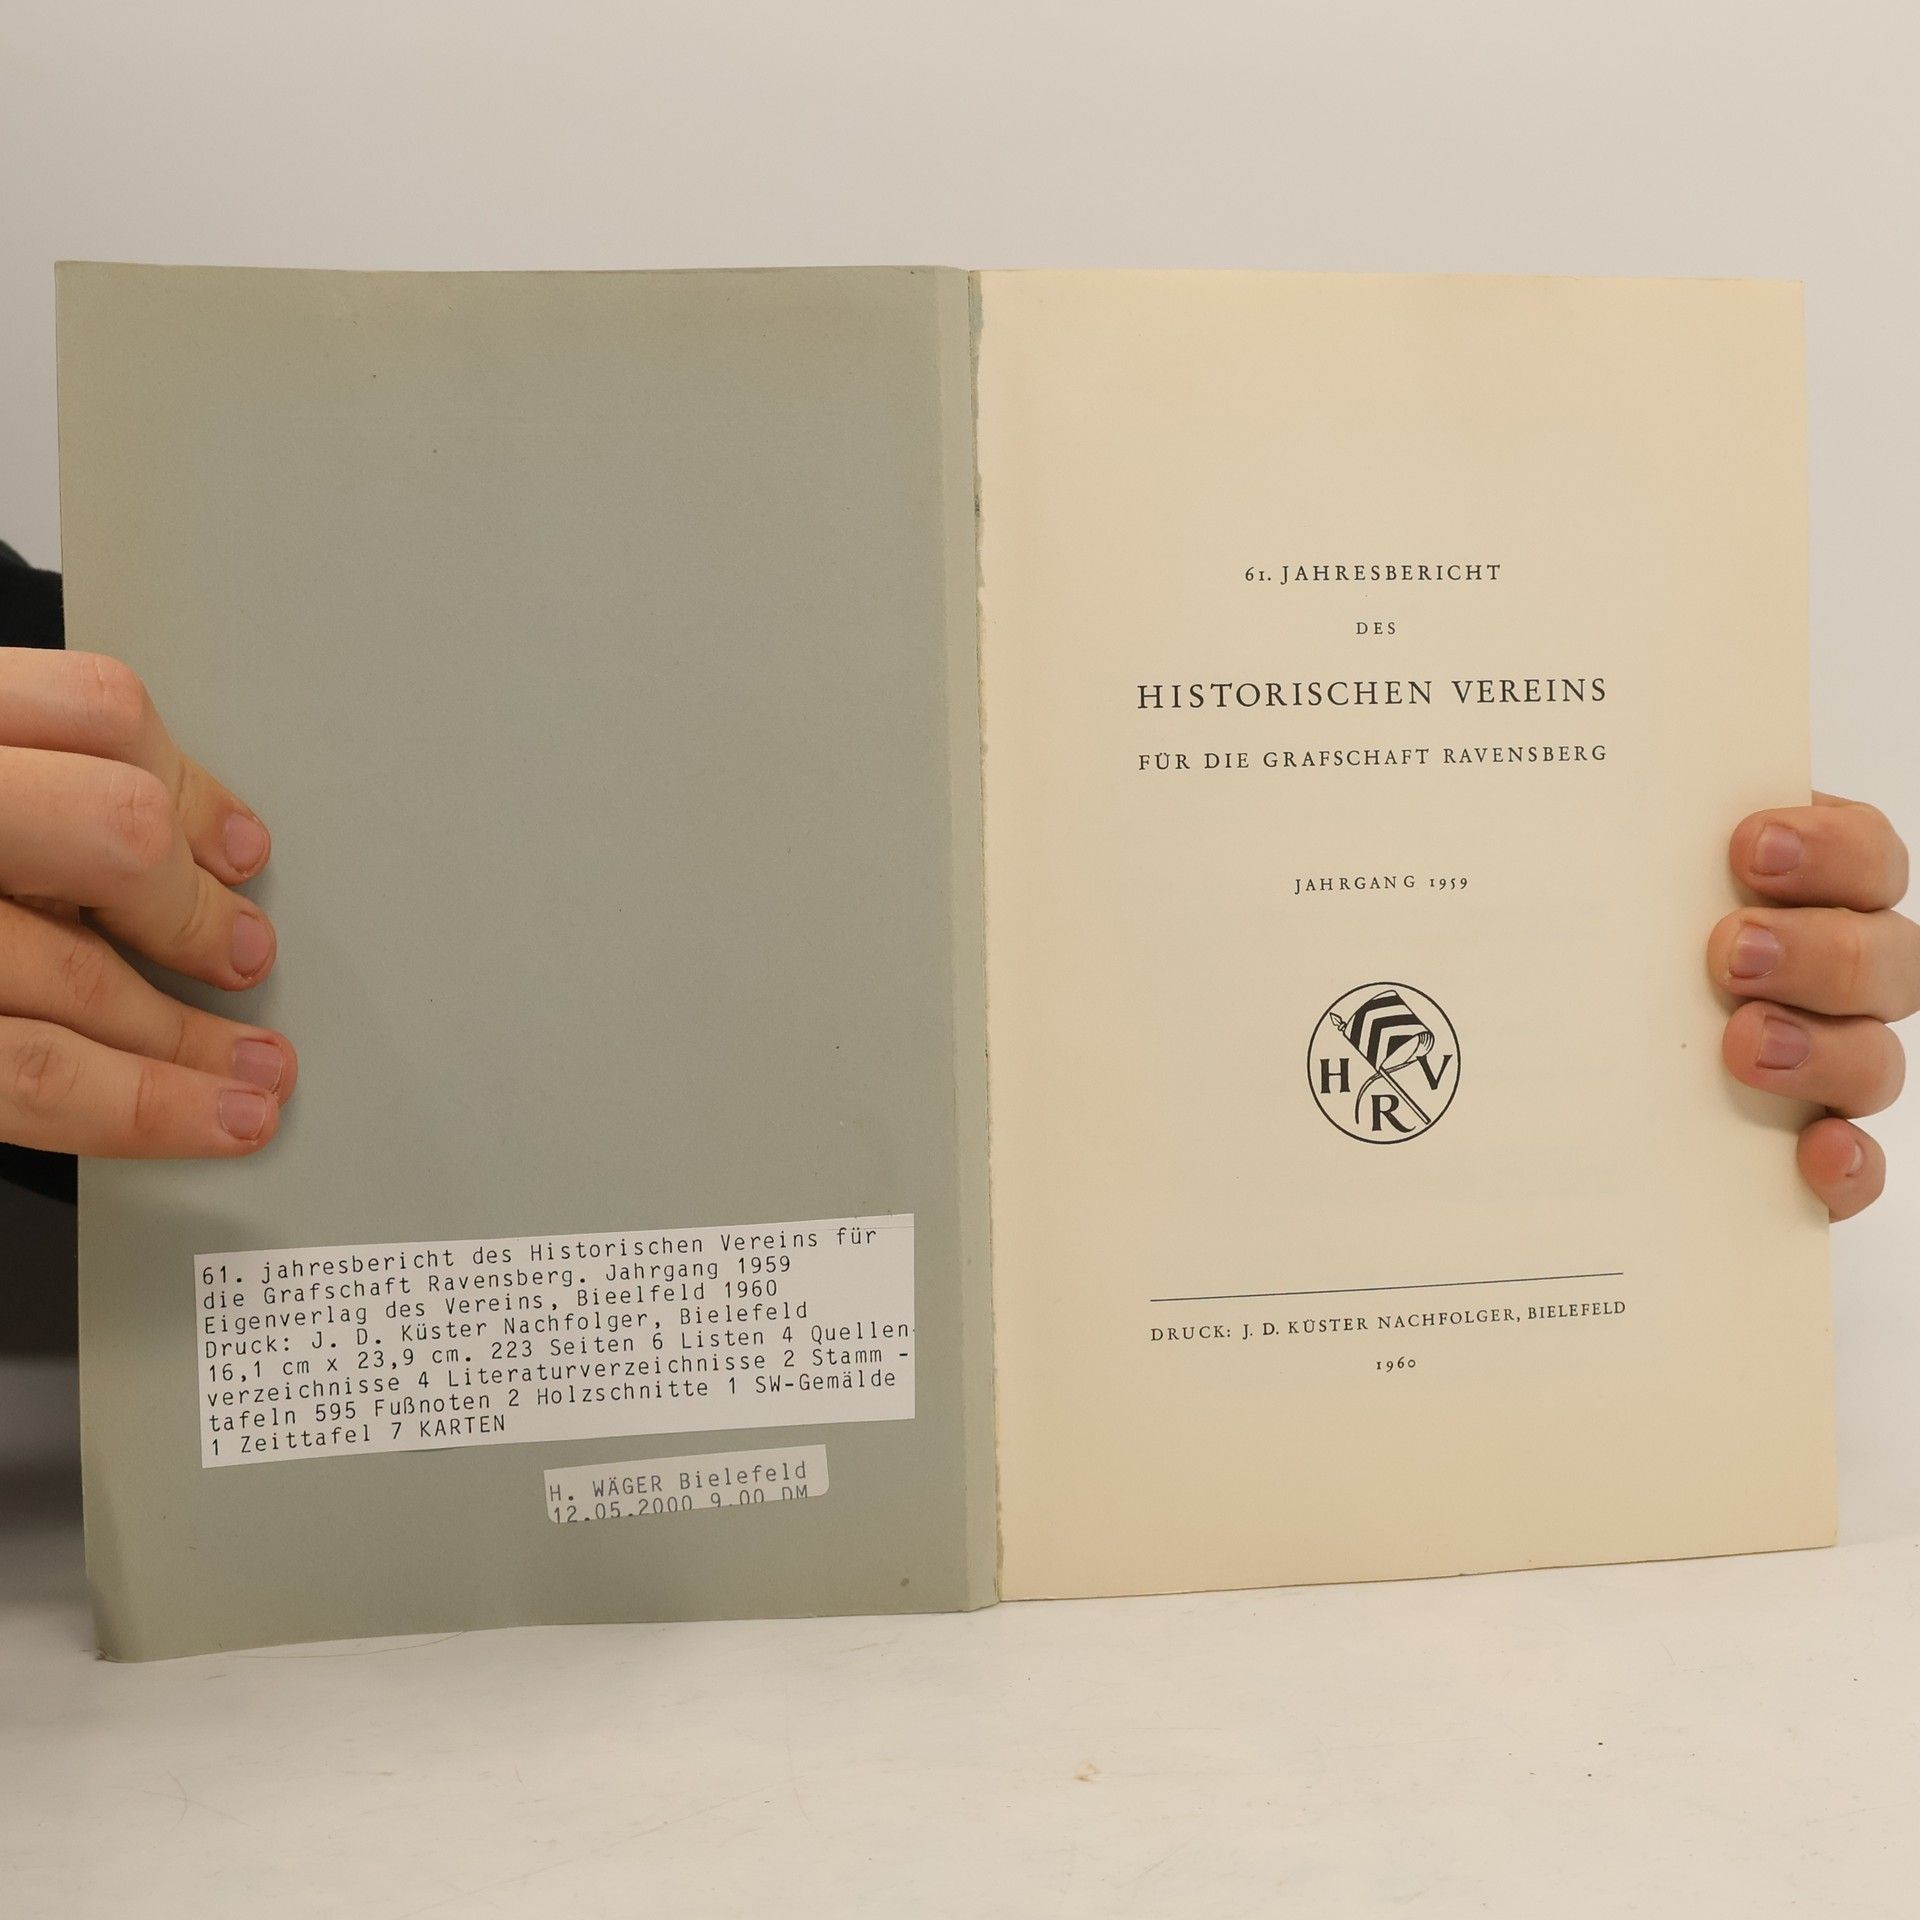 61. jahresbericht des Historischen Vereins für
die Grafschaft Ravensberg. Jahrgang 1959
Eigenverlag des Vereins, Bieelfeld 1960
Druck: J. D. Küster Nachfolger, Bielefeld
16,1 cm x 23,9 cm. 223 Seiten 6 Listen 4 Quellen-
verzeichnisse 4 Literaturverzeichnisse 2 Stamm -
tafeln 595 Fußnoten 2 Holzschnitte 1 SW-Gemälde
1 Zeittafel 7 KARTEN
H. WÄGER Bielefeld
12.05.2000 9.00 DM
61. JAHRESBERICHT
DES
HISTORISCHEN VEREINS
FÜR DIE GRAFSCHAFT RAVENSBERG
JAHRGANG 1959
H V
R
DRUCK: J. D. KÜSTER NACHFOLGER, BIELEFELD
1960